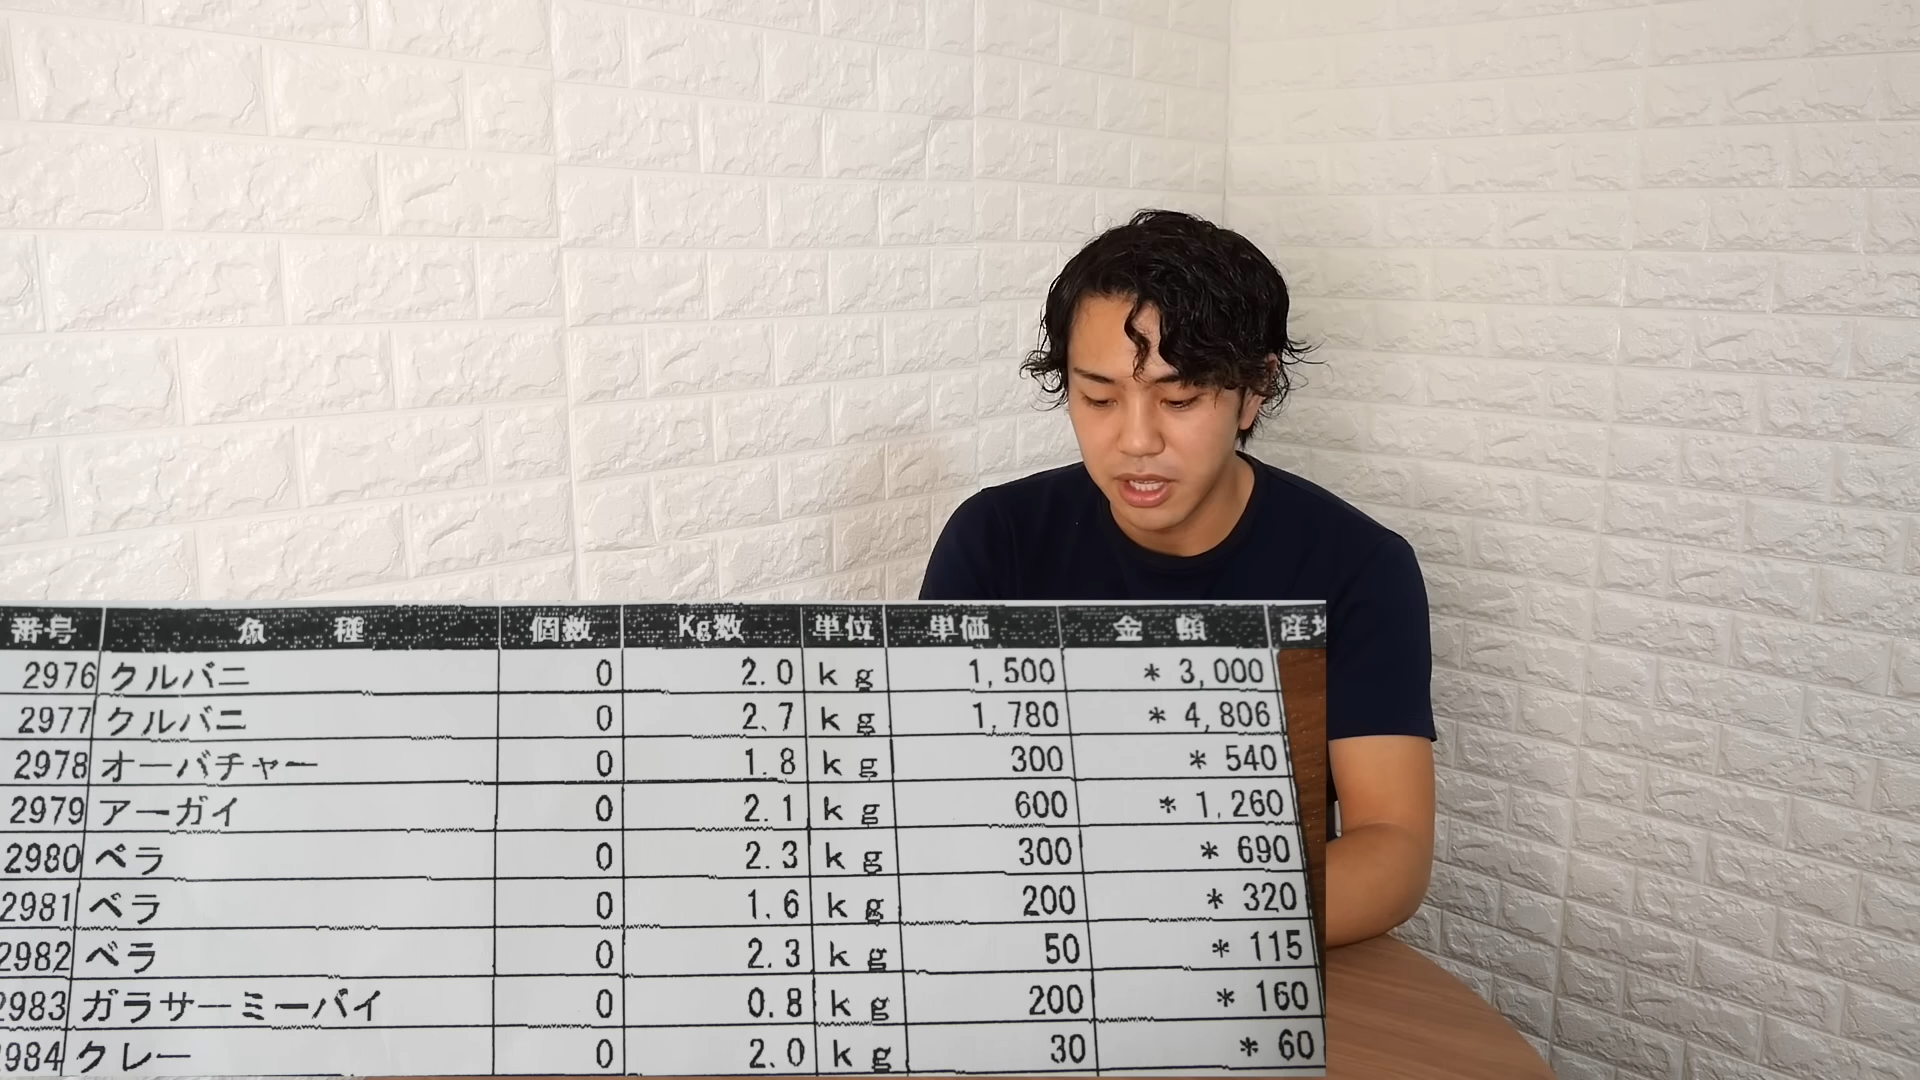 番号 魚種 個数 Kg数 単位 単価 金額
2976 クルバニ 0 2.0 kg 1,500 * 3,000
2977 クルバニ 0 2.7 kg 1,780 * 4,806
2978 オーバチャー 0 1.8 kg 300 * 540
2979 アーガイ 0 2.1 kg 600 * 1,260
2980 ベラ 0 2.3 kg 300 * 690
2981 ベラ 0 1.6 kg 200 * 320
2982 ベラ 0 2.3 kg 50 * 115
2983 ガラサーミーバイ 0 0.8 kg 200 * 160
984 クレー 0 2.0 kg 30 * 60